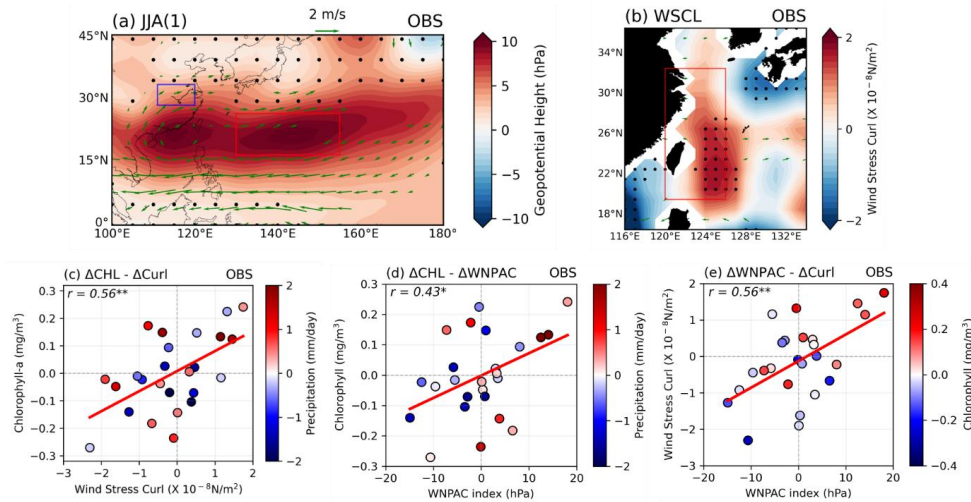 (a) JJA(1)
2 m/s
OBS
45°N
30°N
15°N
0°
100°E
120°E
140°E
160°E
180°
10
5
0
−5
−10
Geopotential Height (hPa)
(b) WSCL
OBS
34°N
30°N
26°N
22°N
18°N
116°E
120°E
124°E
128°E
134°E
2
1
0
−1
−2
Wind Stress Curl (X 10⁻⁸N/m²)
(c) ΔCHL - ΔCurl
OBS
r = 0.56**
0.3
0.2
0.1
0.0
−0.1
−0.2
−0.3
Chlorophyll-a (mg/m³)
−3
−2
−1
0
1
2
Wind Stress Curl (X 10⁻⁸N/m²)
2
1
0
−1
−2
Precipitation (mm/day)
(d) ΔCHL - ΔWNPAC
OBS
r = 0.43*
0.3
0.2
0.1
0.0
−0.1
−0.2
−0.3
Chlorophyll (mg/m³)
−20
−10
0
10
20
WNPAC index (hPa)
2
1
0
−1
−2
Precipitation (mm/day)
(e) ΔWNPAC - ΔCurl
OBS
r = 0.56**
2
1
0
−1
−2
−3
Wind Stress Curl (X 10⁻⁸N/m²)
−20
−10
0
10
20
WNPAC index (hPa)
0.4
0.2
0.0
−0.2
−0.4
Chlorophyll (mg/m³)